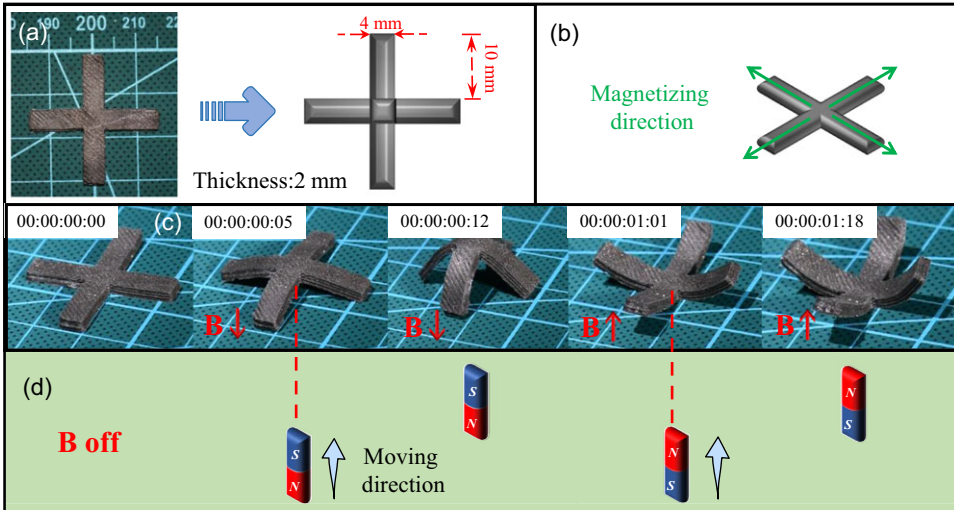 (a)
190 200 210 22
4 mm
10 mm
Thickness:2 mm
(b)
Magnetizing
direction
00:00:00:00
(c)
00:00:00:05
00:00:00:12
00:00:01:01
00:00:01:18
B
B
B
B
(d)
B off
S
N
Moving
direction
S
N
N
S
N
S